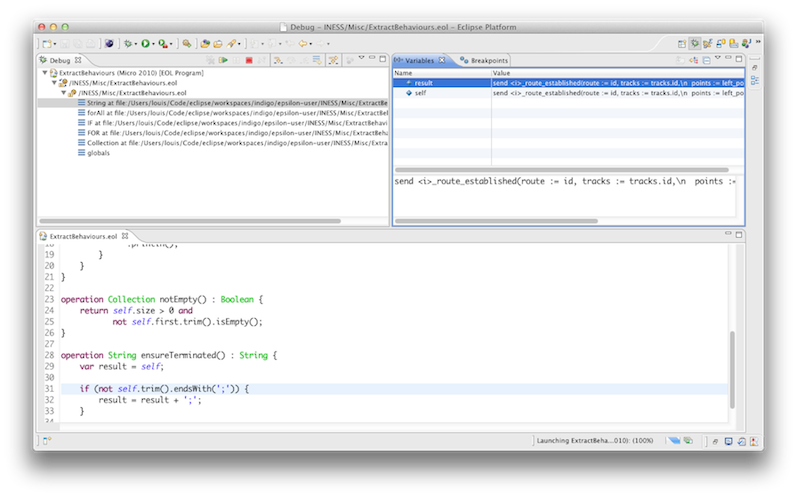 Debug – INESS/Misc/ExtractBehaviours.eol – Eclipse Platform
Debug
ExtractBehaviours (Micro 2010) [EOL Program]
/INESS/Misc/ExtractBehaviours.eol
/INESS/Misc/ExtractBehaviours.eol
String at file:/Users/louis/Code/eclipse/workspaces/indigo/epsilon-user/INESS/Misc/ExtractBe
forAll at file:/Users/louis/Code/eclipse/workspaces/indigo/epsilon-user/INESS/Misc/ExtractBe
IF at file:/Users/louis/Code/eclipse/workspaces/indigo/epsilon-user/INESS/Misc/ExtractBehavi
FOR at file:/Users/louis/Code/eclipse/workspaces/indigo/epsilon-user/INESS/Misc/ExtractBeha
Collection at file:/Users/louis/Code/eclipse/workspaces/indigo/epsilon-user/INESS/Misc/Extra
globals
Variables Breakpoints
Name Value
result send <i>_route_established(route := id, tracks := tracks.id,\n points := left_po
self send <i>_route_established(route := id, tracks := tracks.id,\n points := left_po
send <i>_route_established(route := id, tracks := tracks.id,\n points :=
ExtractBehaviours.eol
18 .println();
19 }
20 }
21 }
22
23 operation Collection notEmpty() : Boolean {
24 return self.size > 0 and
25 not self.first.trim().isEmpty();
26 }
27
28 operation String ensureTerminated() : String {
29 var result = self;
30
31 if (not self.trim().endsWith(';')) {
32 result = result + ';';
33 }
34
Launching ExtractBeha...010): (100%)